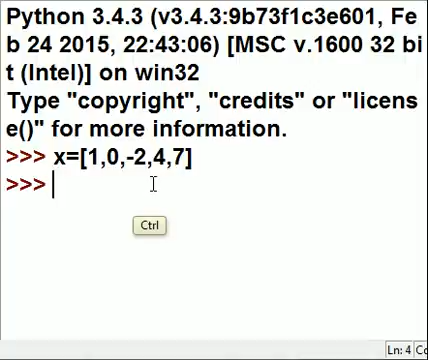 Python 3.4.3 (v3.4.3:9b73f1c3e601, Fe
b 24 2015, 22:43:06) [MSC v.1600 32 bi
t (Intel)] on win32
Type "copyright", "credits" or "licens
e()" for more information.
>>> x=[1,0,-2,4,7]
>>>
Ctrl
Ln: 4 Co